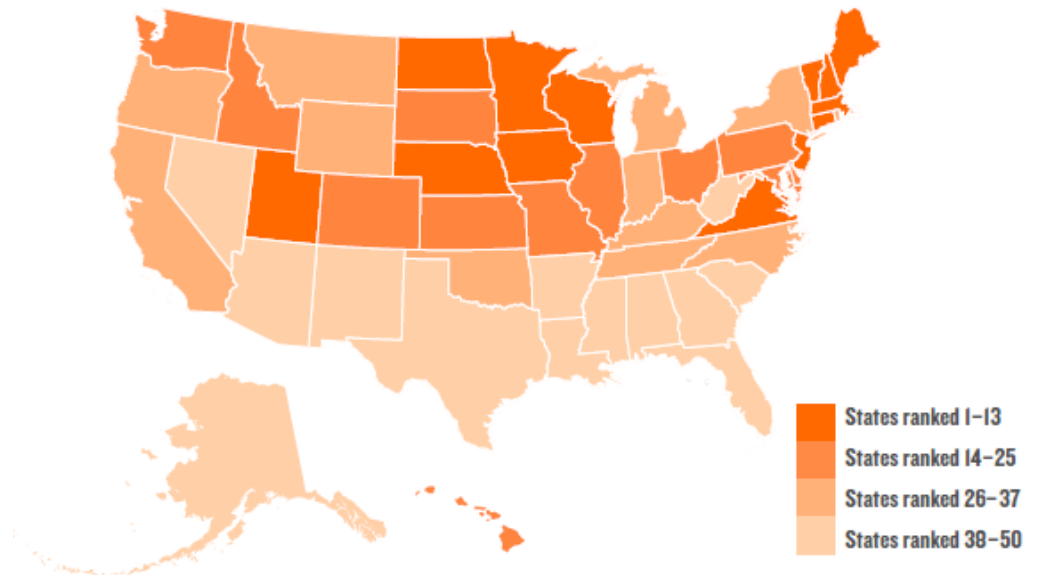 States ranked 1–13
States ranked 14–25
States ranked 26–37
States ranked 38–50